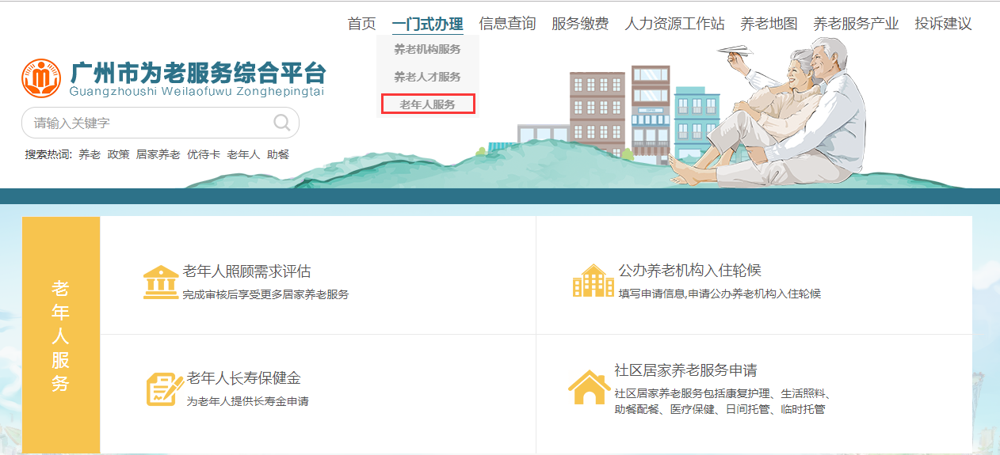 首页 一门式办理 信息查询 服务缴费 人力资源工作站 养老地图 养老服务产业 投诉建议
养老机构服务
养老人才服务
老年人服务
广州市为老服务综合平台
Guangzhoushi Weilaofuwu Zonghepingtai
请输入关键字
搜索热词: 养老 政策 居家养老 优待卡 老年人 助餐
老年人服务
老年人照顾需求评估
完成审核后享受更多居家养老服务
公办养老机构入住轮候
填写申请信息,申请公办养老机构入住轮候
老年人长寿保健金
为老年人提供长寿金申请
社区居家养老服务申请
社区居家养老服务包括康复护理、生活照料、
助餐配餐、医疗保健、日间托管、临时托管